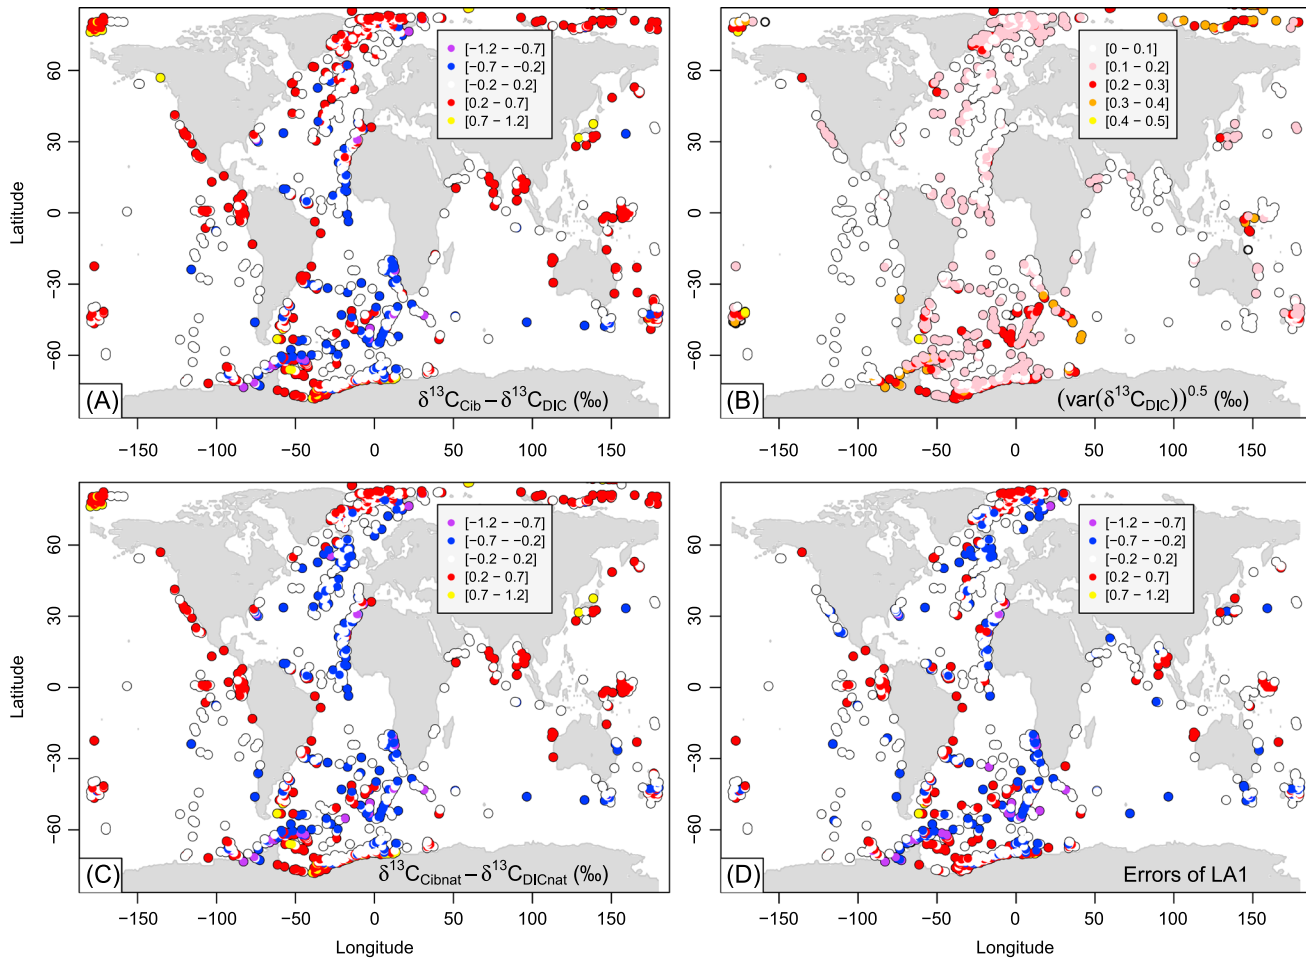 60
30
0
−30
−60
Latitude
[−1.2 − −0.7]
[−0.7 − −0.2]
[−0.2 − 0.2]
[0.2 − 0.7]
[0.7 − 1.2]
(A)
δ¹³C_Cib − δ¹³C_DIC (‰)
−150 −100 −50 0 50 100 150
60
30
0
−30
−60
[0 − 0.1]
[0.1 − 0.2]
[0.2 − 0.3]
[0.3 − 0.4]
[0.4 − 0.5]
(B)
(var(δ¹³C_DIC))^0.5 (‰)
−150 −100 −50 0 50 100 150
60
30
0
−30
−60
Latitude
[−1.2 − −0.7]
[−0.7 − −0.2]
[−0.2 − 0.2]
[0.2 − 0.7]
[0.7 − 1.2]
(C)
δ¹³C_Cibnat − δ¹³C_DICnat (‰)
−150 −100 −50 0 50 100 150
Longitude
60
30
0
−30
−60
[−1.2 − −0.7]
[−0.7 − −0.2]
[−0.2 − 0.2]
[0.2 − 0.7]
[0.7 − 1.2]
(D)
Errors of LA1
−150 −100 −50 0 50 100 150
Longitude